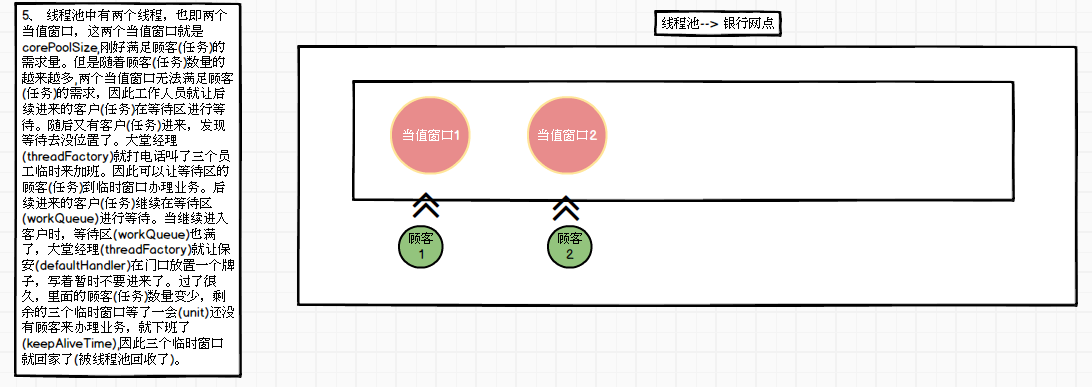 5、 线程池中有两个线程，也即两个
当值窗口，这两个当值窗口就是
corePoolSize,刚好满足顾客(任务)的
需求量。但是随着顾客(任务)数量的
越来越多,两个当值窗口无法满足顾客
(任务)的需求，因此工作人员就让后
续进来的客户(任务)在等待区进行等
待。随后又有客户(任务)进来，发现
等待去没位置了。大堂经理
(threadFactory)就打电话叫了三个员
工临时来加班。因此可以让等待区的
顾客(任务)到临时窗口办理业务。后
续进来的客户(任务)继续在等待区
(workQueue)进行等待。当继续进入
客户时，等待区(workQueue)也满
了，大堂经理(threadFactory)就让保
安(defaultHandler)在门口放置一个牌
子，写着暂时不要进来了。过了很
久，里面的顾客(任务)数量变少，剩
余的三个临时窗口等了一会(unit)还没
有顾客来办理业务，就下班了
(keepAliveTime),因此三个临时窗口
就回家了(被线程池回收了)。
线程池--> 银行网点
当值窗口1
当值窗口2
顾客
1
顾客
2